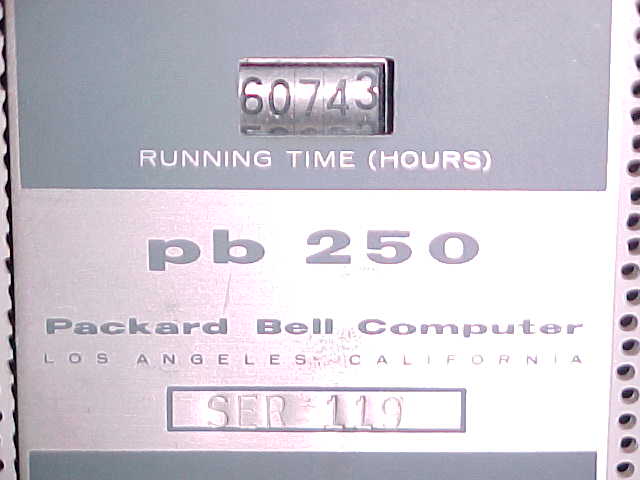 60743
RUNNING TIME (HOURS)
pb 250
Packard Bell Computer
LOS ANGELES, CALIFORNIA
SER 119